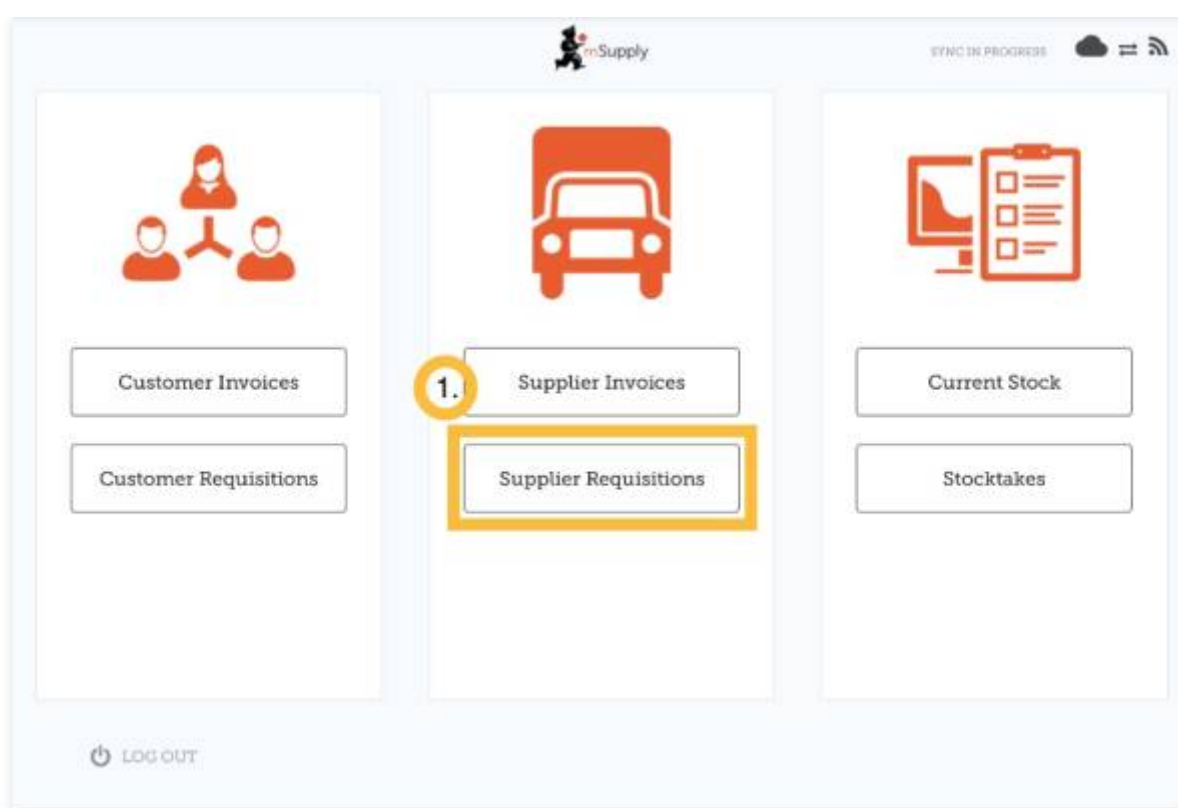 mSupply
SYNC IN PROGRESS
Customer Invoices
1.
Supplier Invoices
Current Stock
Customer Requisitions
Supplier Requisitions
Stocktakes
LOG OUT